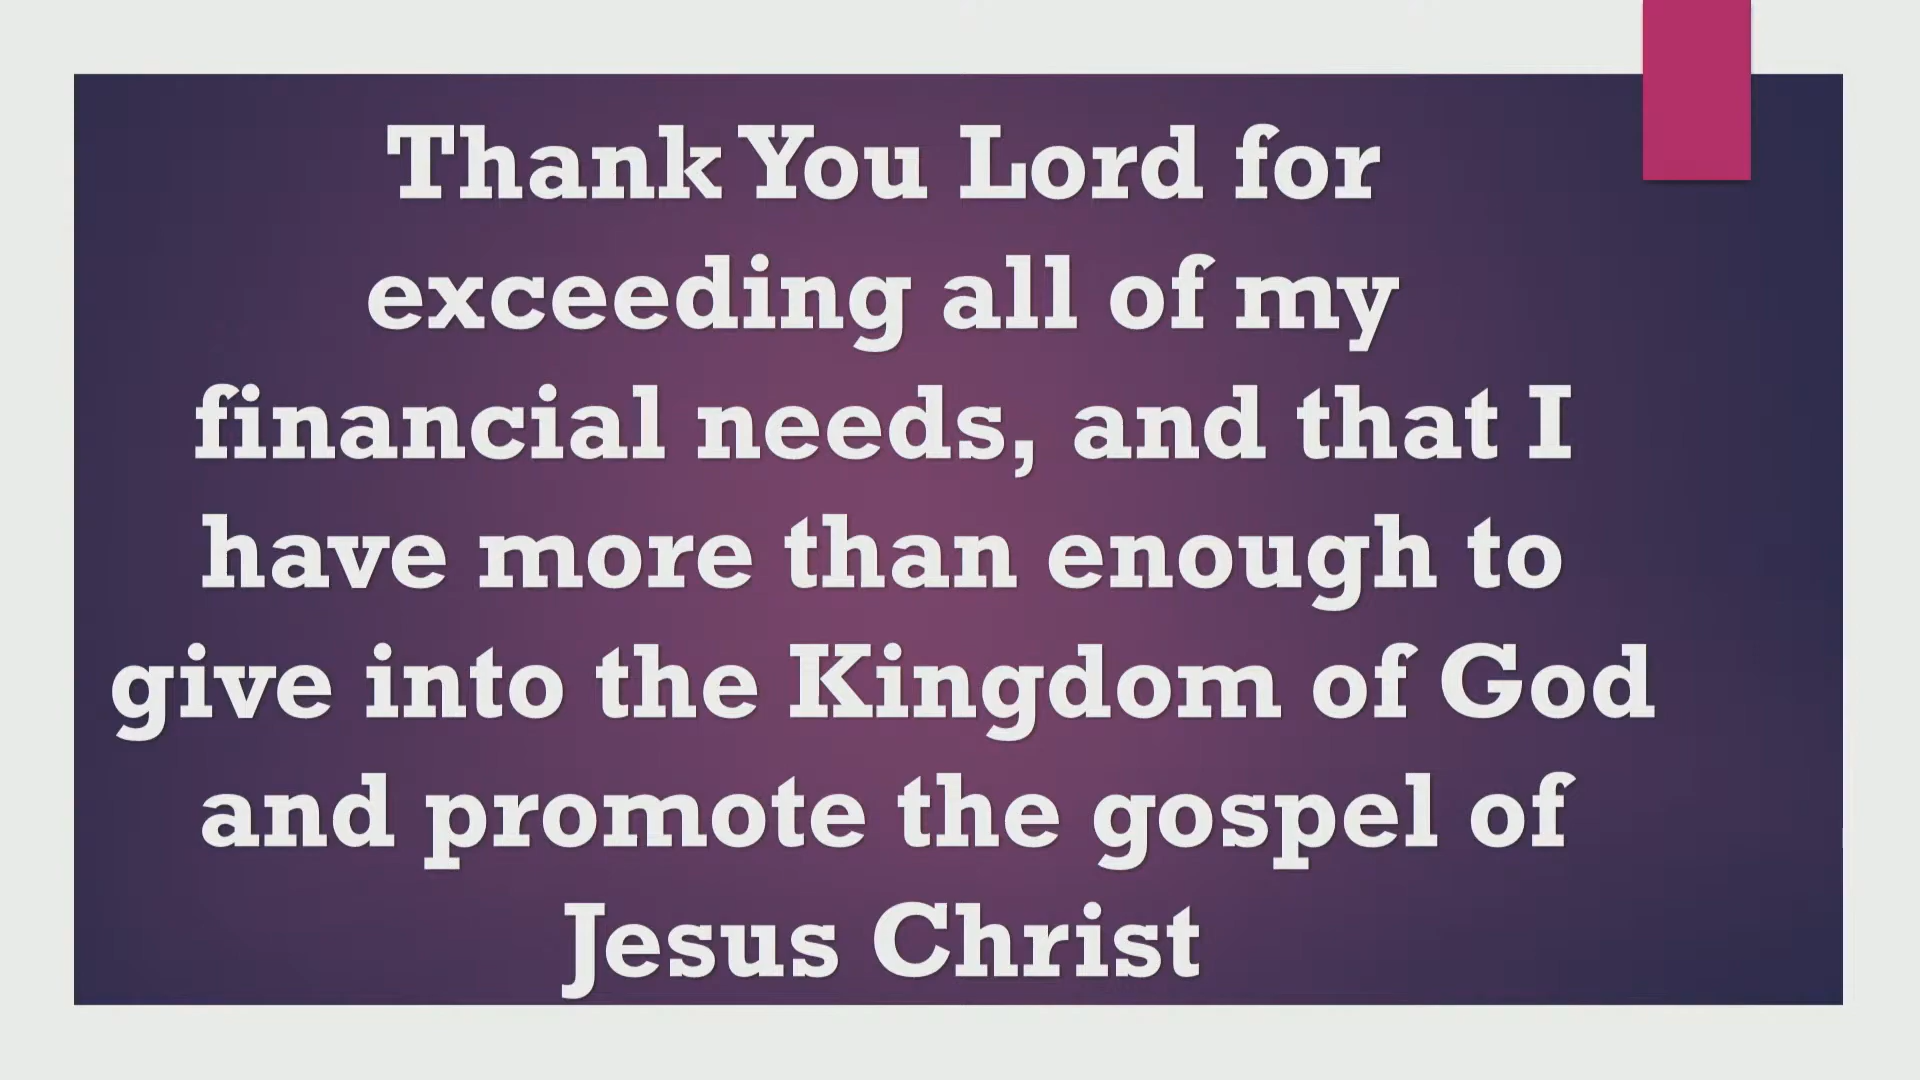 Thank You Lord for
exceeding all of my
financial needs, and that I
have more than enough to
give into the Kingdom of God
and promote the gospel of
Jesus Christ